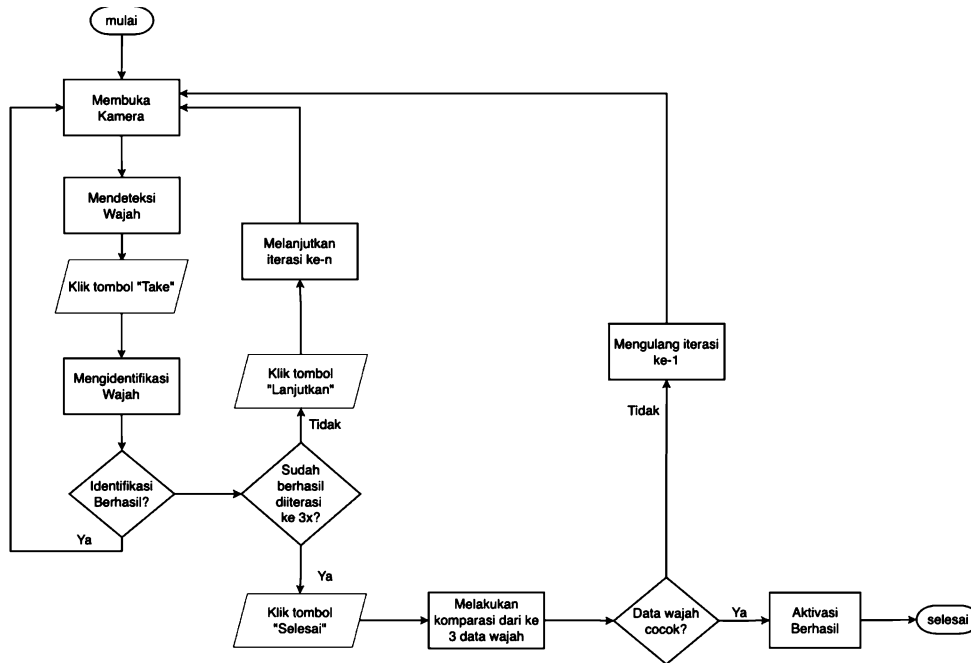 mulai
Membuka
Kamera
Mendeteksi
Wajah
Klik tombol "Take"
Mengidentifikasi
Wajah
Identifikasi
Berhasil?
Ya
Melanjutkan
iterasi ke-n
Klik tombol
"Lanjutkan"
Tidak
Sudah
berhasil
diiterasi
ke 3x?
Ya
Klik tombol
"Selesai"
Melakukan
komparasi dari ke
3 data wajah
Mengulang iterasi
ke-1
Tidak
Data wajah
cocok?
Ya
Aktivasi
Berhasil
selesai